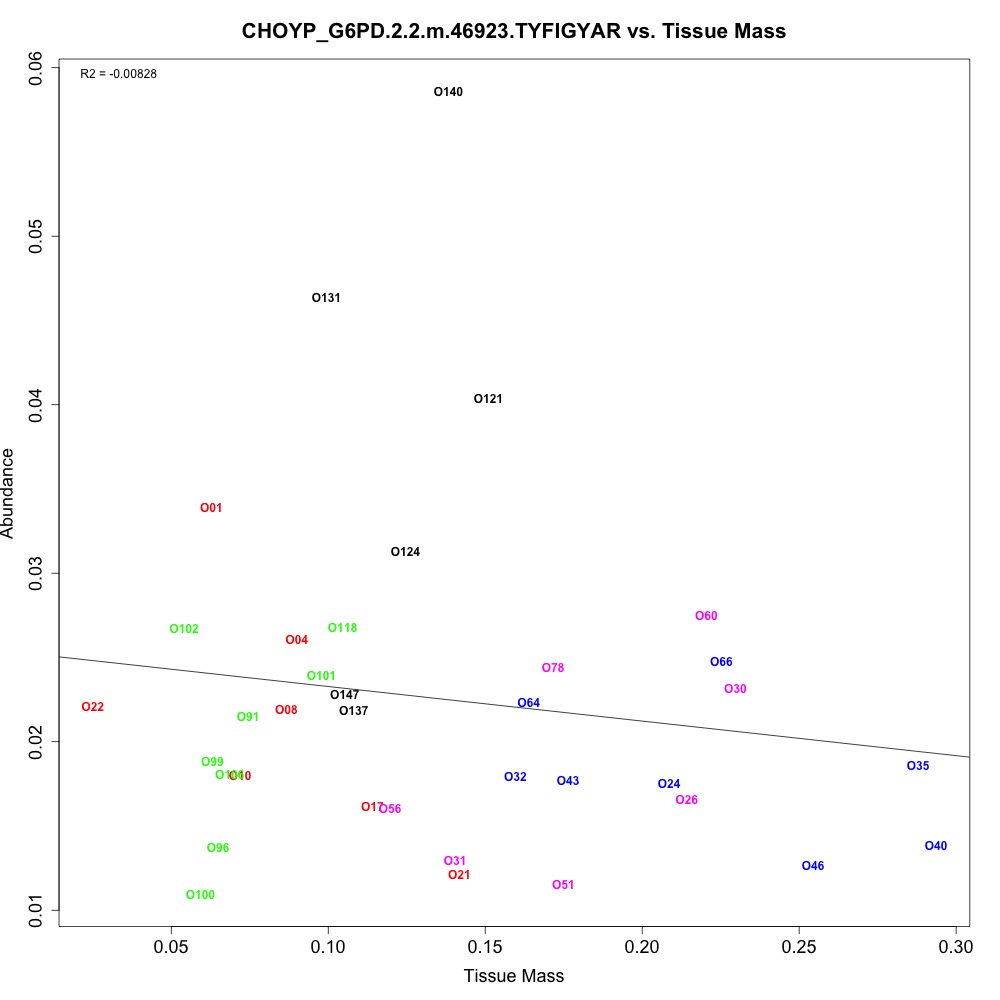 CHOYP_G6PD.2.2.m.46923.TYFIGYAR vs. Tissue Mass
R2 = -0.00828
0.06
O140
0.05
O131
0.04
O121
Abundance
O01
O124
0.03
O60
O102
O118
O04
O66
O78
O101
O30
O147
O64
O22
O08
O137
O91
0.02
O99
O35
O106
O10
O32
O43
O24
O26
O17
O56
O96
O40
O31
O46
O21
O51
O100
0.01
0.05 0.10 0.15 0.20 0.25 0.30
Tissue Mass